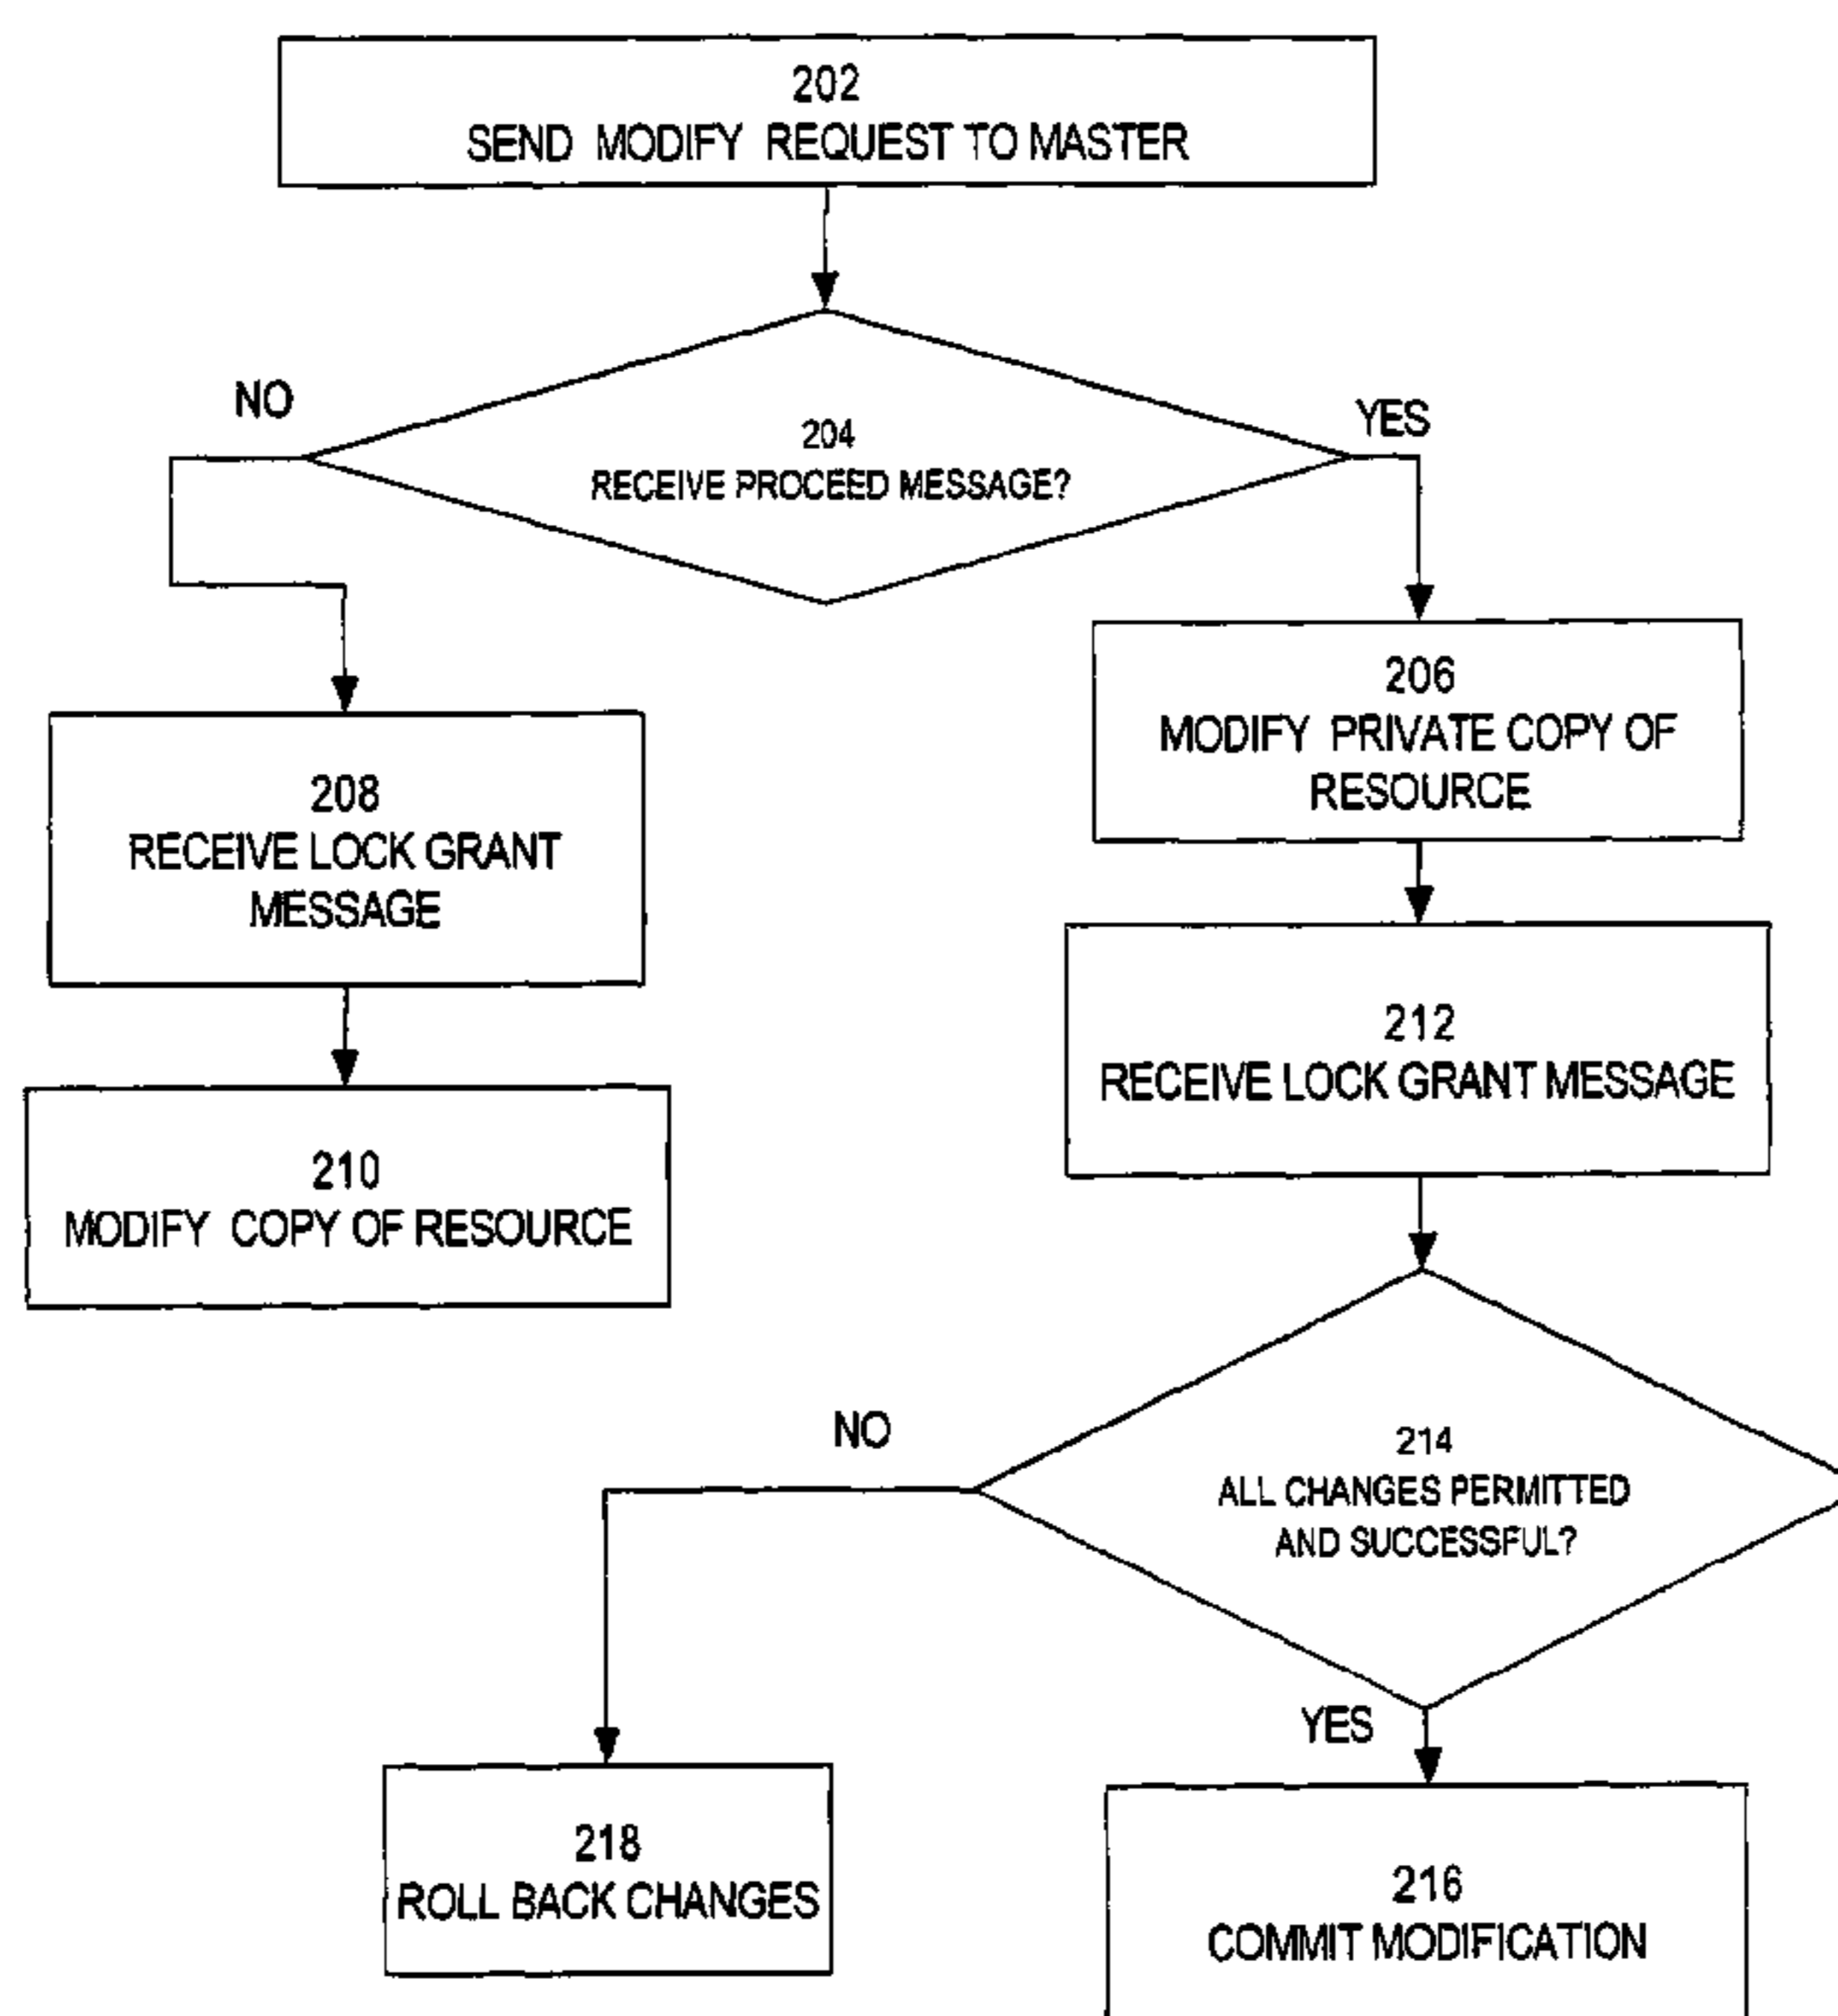 202
SEND MODIFY REQUEST TO MASTER
NO
204
YES
RECEIVE PROCEED MESSAGE?
206
MODIFY PRIVATE COPY OF
RESOURCE
208
RECEIVE LOCK GRANT
MESSAGE
212
RECEIVE LOCK GRANT MESSAGE
210
MODIFY COPY OF RESOURCE
NO
214
ALL CHANGES PERMITTED
AND SUCCESSFUL?
YES
218
ROLL BACK CHANGES
216
COMMIT MODIFICATION